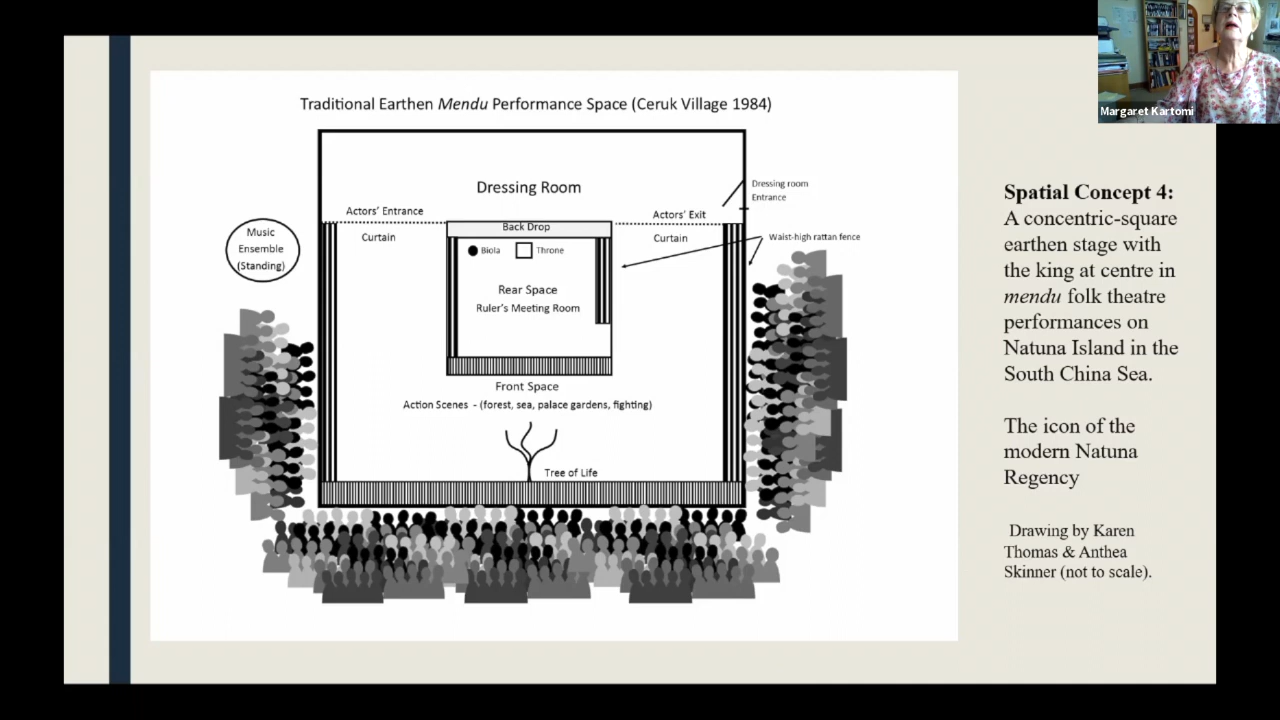 Margaret Kartomi
Traditional Earthen Mendu Performance Space (Ceruk Village 1984)
Dressing Room
Dressing room
Entrance
Actors' Entrance
Actors' Exit
Music
Ensemble
(Standing)
Curtain
Back Drop
Curtain
Waist-high rattan fence
Biola
Throne
Rear Space
Ruler's Meeting Room
Front Space
Action Scenes - (forest, sea, palace gardens, fighting)
Tree of Life
Spatial Concept 4:
A concentric-square
earthen stage with
the king at centre in
mendu folk theatre
performances on
Natuna Island in the
South China Sea.
The icon of the
modern Natuna
Regency
Drawing by Karen
Thomas & Anthea
Skinner (not to scale).